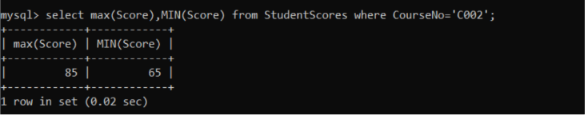 mysql> select max(Score),MIN(Score) from StudentScores where CourseNo='C002';
+------------+------------+
| max(Score) | MIN(Score) |
+------------+------------+
|         85 |         65 |
+------------+------------+
1 row in set (0.02 sec)